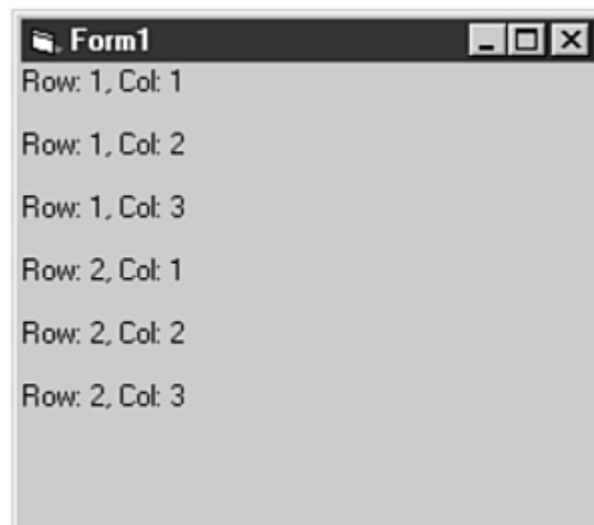 Form1
Row: 1, Col: 1
Row: 1, Col: 2
Row: 1, Col: 3
Row: 2, Col: 1
Row: 2, Col: 2
Row: 2, Col: 3